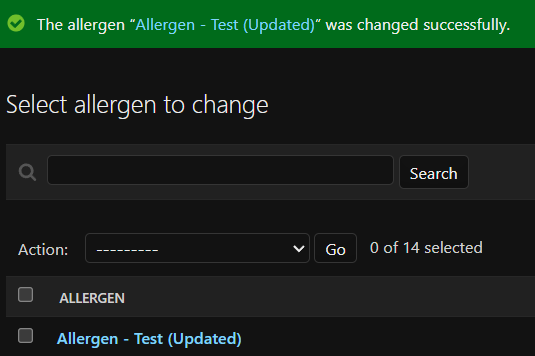 The allergen “Allergen - Test (Updated)” was changed successfully.
Select allergen to change
Search
Action: --------- Go 0 of 14 selected
ALLERGEN
Allergen - Test (Updated)